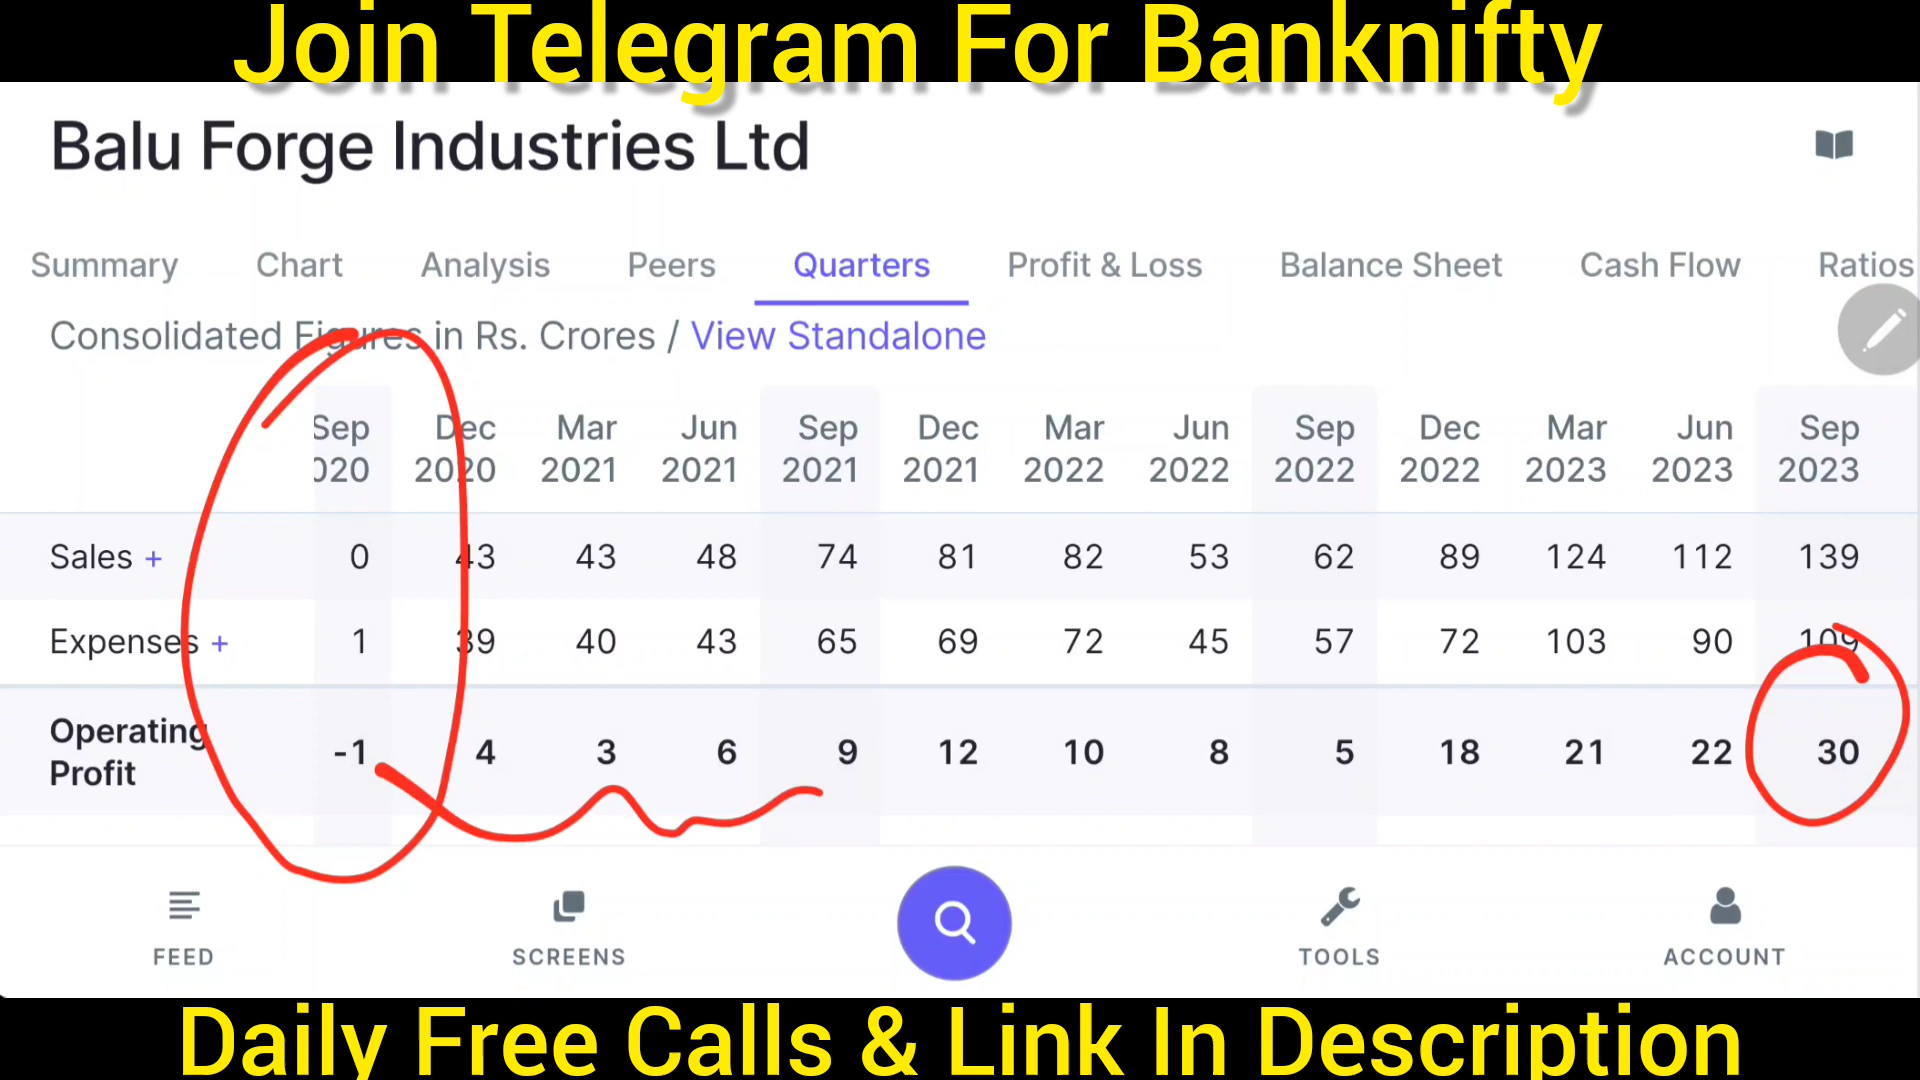 Join Telegram For Banknifty
Balu Forge Industries Ltd
Summary Chart Analysis Peers Quarters Profit & Loss Balance Sheet Cash Flow Ratios
Consolidated Figures in Rs. Crores / View Standalone
Sep Dec Mar Jun Sep Dec Mar Jun Sep Dec Mar Jun Sep
020 2020 2021 2021 2021 2021 2022 2022 2022 2022 2023 2023 2023
Sales + 0 43 43 48 74 81 82 53 62 89 124 112 139
Expenses + 1 39 40 43 65 69 72 45 57 72 103 90 109
Operating
Profit -1 4 3 6 9 12 10 8 5 18 21 22 30
FEED SCREENS TOOLS ACCOUNT
Daily Free Calls & Link In Description